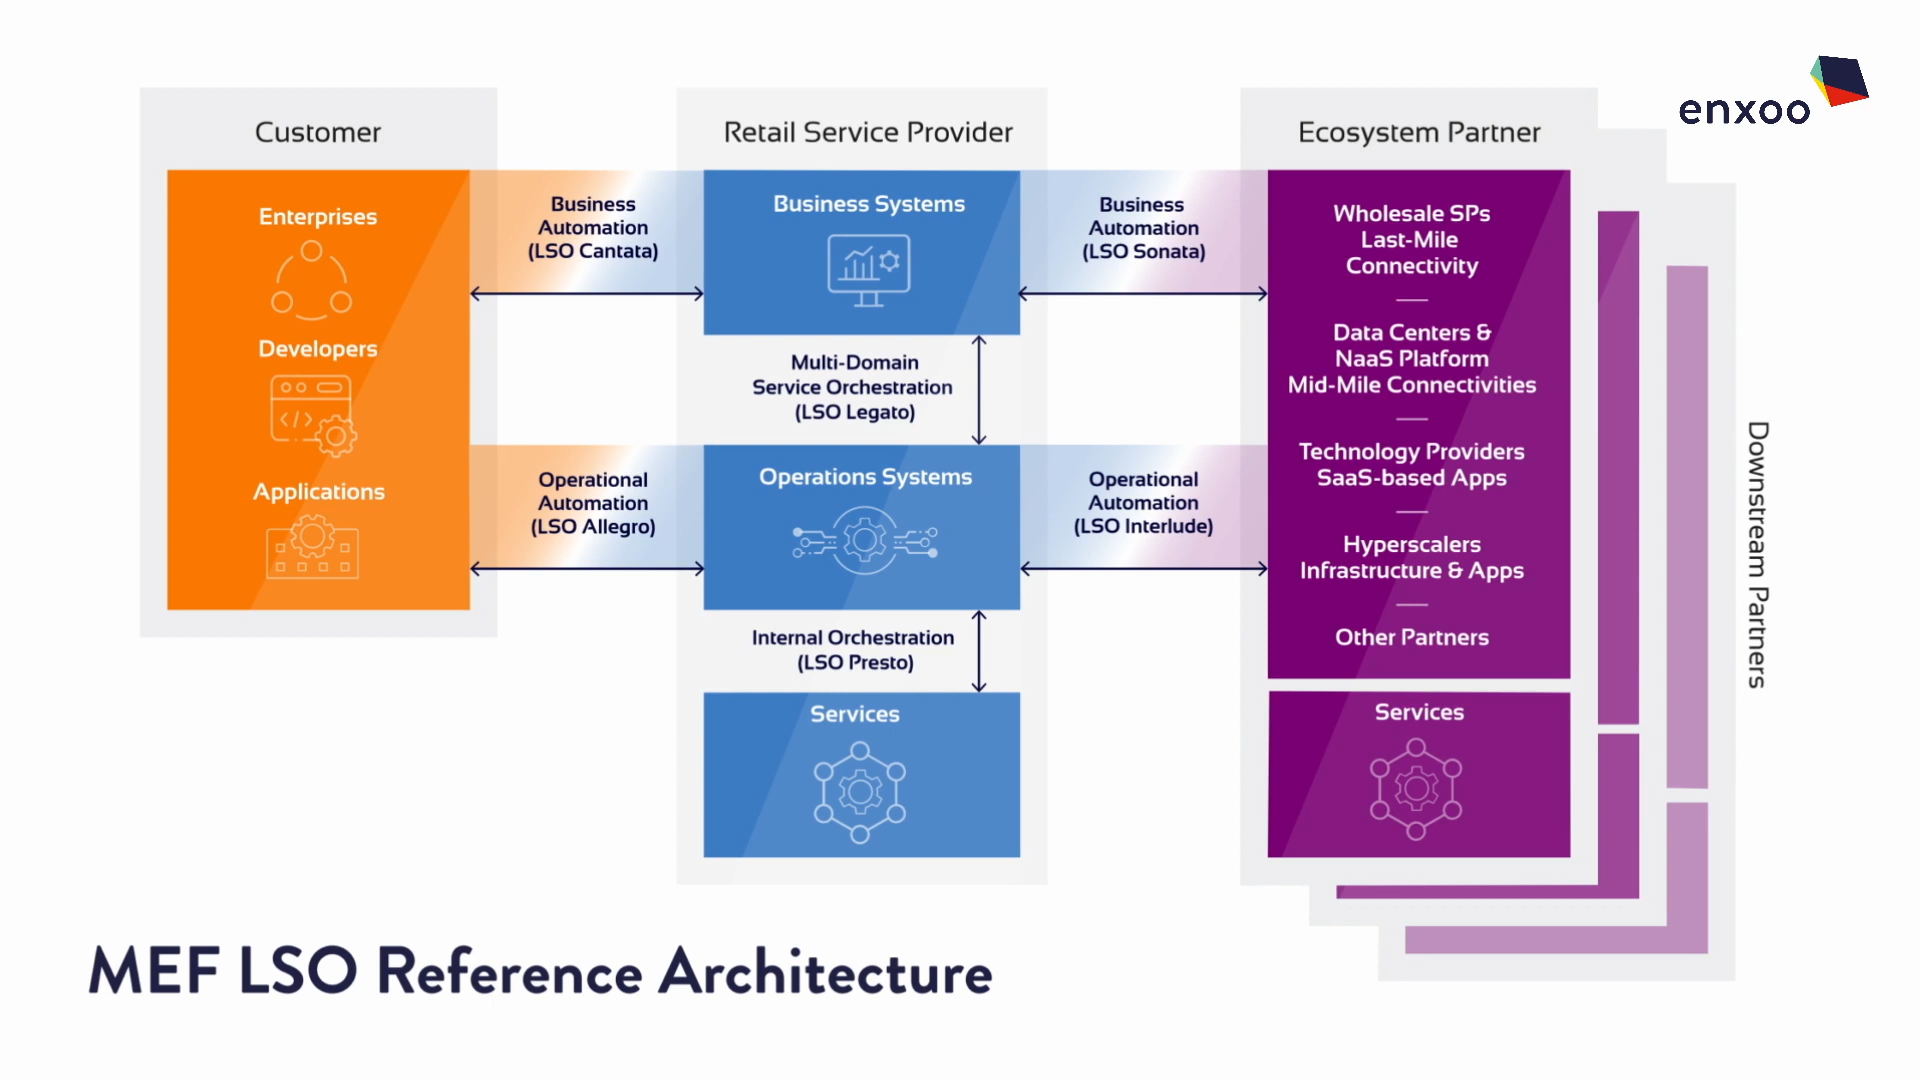 enxoo
Customer
Enterprises
Developers
Applications
Business
Automation
(LSO Cantata)
Operational
Automation
(LSO Allegro)
Retail Service Provider
Business Systems
Multi-Domain
Service Orchestration
(LSO Legato)
Operations Systems
Internal Orchestration
(LSO Presto)
Services
Business
Automation
(LSO Sonata)
Operational
Automation
(LSO Interlude)
Ecosystem Partner
Wholesale SPs
Last-Mile
Connectivity
Data Centers &
NaaS Platform
Mid-Mile Connectivities
Technology Providers
SaaS-based Apps
Hyperscalers
Infrastructure & Apps
Other Partners
Services
Downstream Partners
MEF LSO Reference Architecture